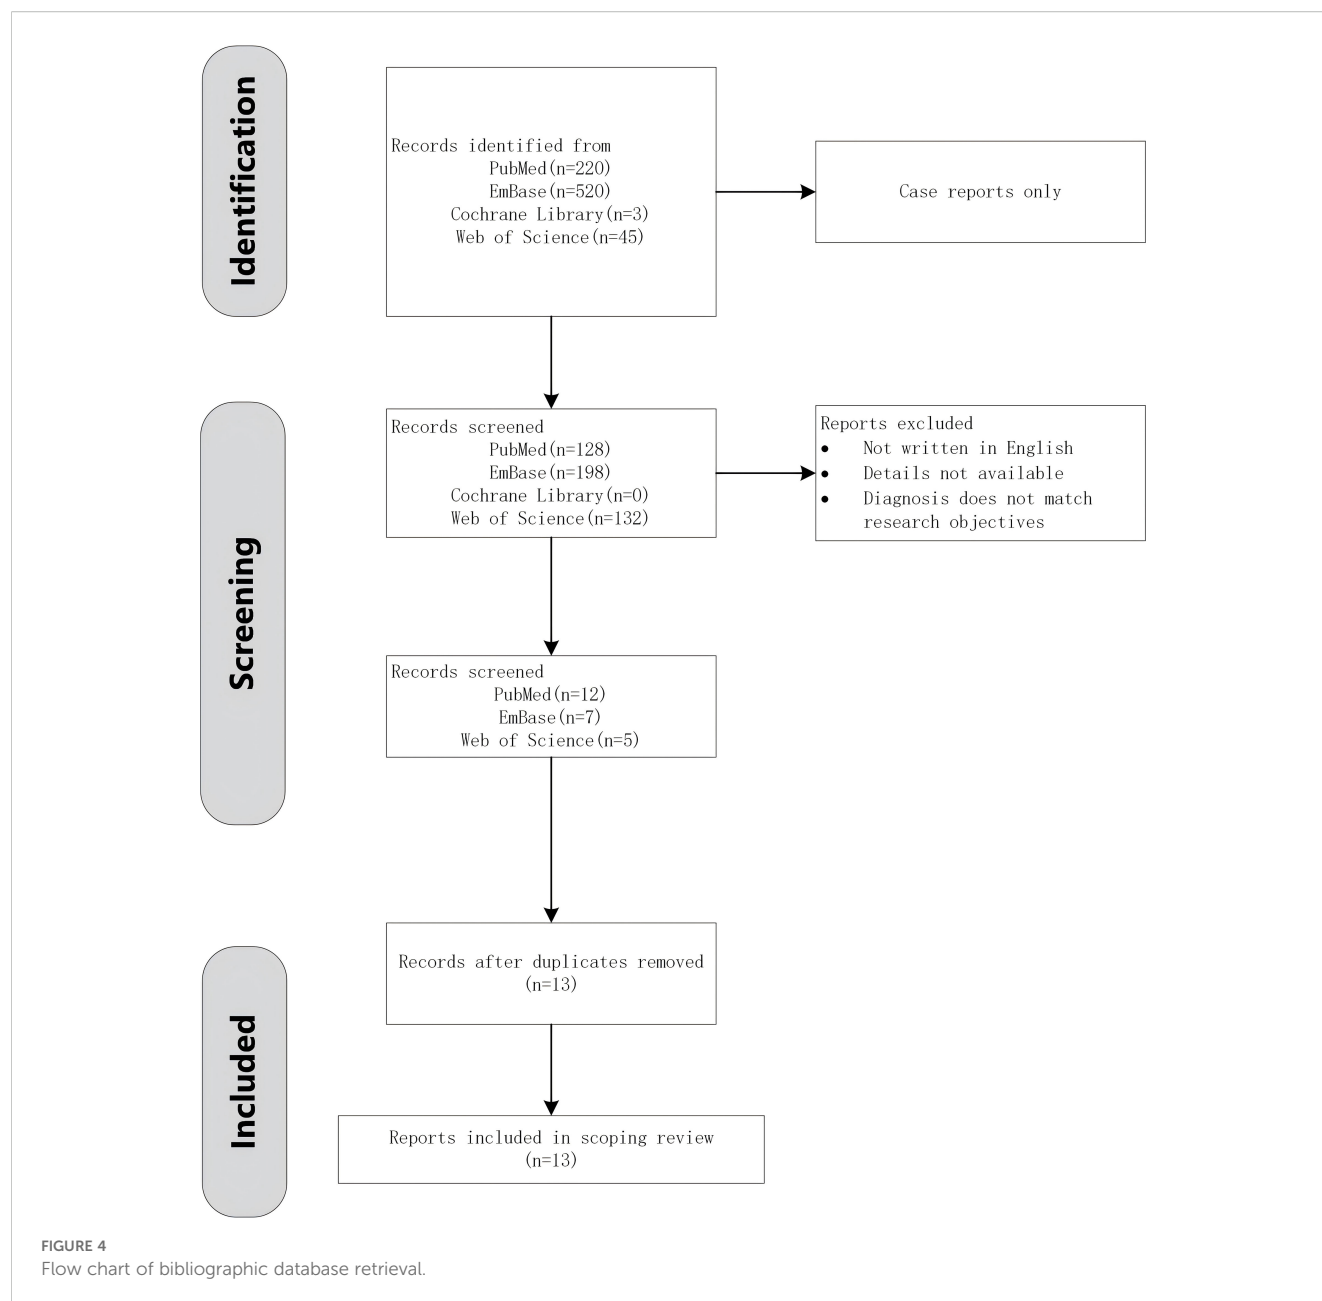 Identification
Records identified from
PubMed(n=220)
EmBase(n=520)
Cochrane Library(n=3)
Web of Science(n=45)
Case reports only
Screening
Records screened
PubMed(n=128)
EmBase(n=198)
Cochrane Library(n=0)
Web of Science(n=132)
Reports excluded
● Not written in English
● Details not available
● Diagnosis does not match
research objectives
Records screened
PubMed(n=12)
EmBase(n=7)
Web of Science(n=5)
Included
Records after duplicates removed
(n=13)
Reports included in scoping review
(n=13)
FIGURE 4
Flow chart of bibliographic database retrieval.